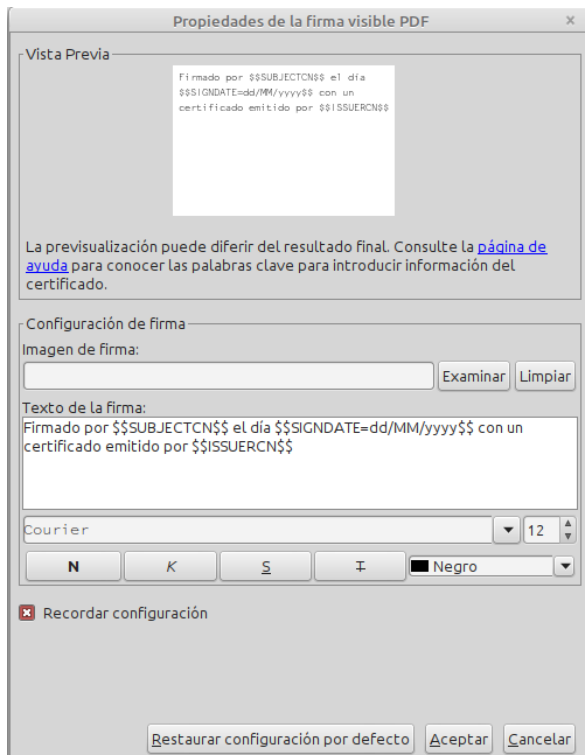 Propiedades de la firma visible PDF
Vista Previa
Firmado por $$SUBJECTCN$$ el día
$$SIGNDATE=dd/MM/yyyy$$ con un
certificado emitido por $$ISSUERCN$$
La previsualización puede diferir del resultado final. Consulte la página de
ayuda para conocer las palabras clave para introducir información del
certificado.
Configuración de firma
Imagen de firma:
Examinar Limpiar
Texto de la firma:
Firmado por $$SUBJECTCN$$ el día $$SIGNDATE=dd/MM/yyyy$$ con un
certificado emitido por $$ISSUERCN$$
Courier 12
N K S T Negro
Recordar configuración
Restaurar configuración por defecto Aceptar Cancelar